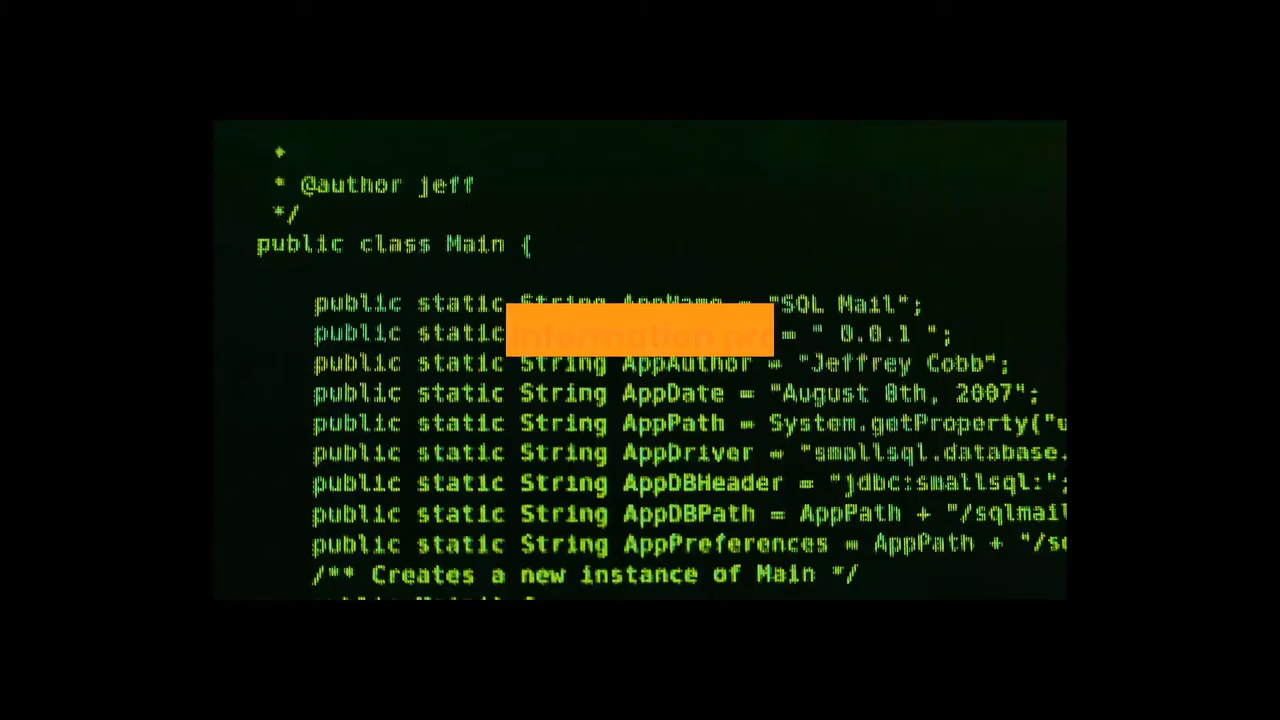 *
* @author jeff
*/
public class Main {
public static String AppName = "SQL Mail";
public static = " 0.0.1 ";
Information pro
public static String AppAuthor = "Jeffrey Cobb";
public static String AppDate = "August 8th, 2007";
public static String AppPath = System.getProperty("u
public static String AppDriver = "smallsql.database.
public static String AppDBHeader = "jdbc:smallsql:";
public static String AppDBPath = AppPath + "/sqlmail
public static String AppPreferences = AppPath + "/sq
/** Creates a new instance of Main */